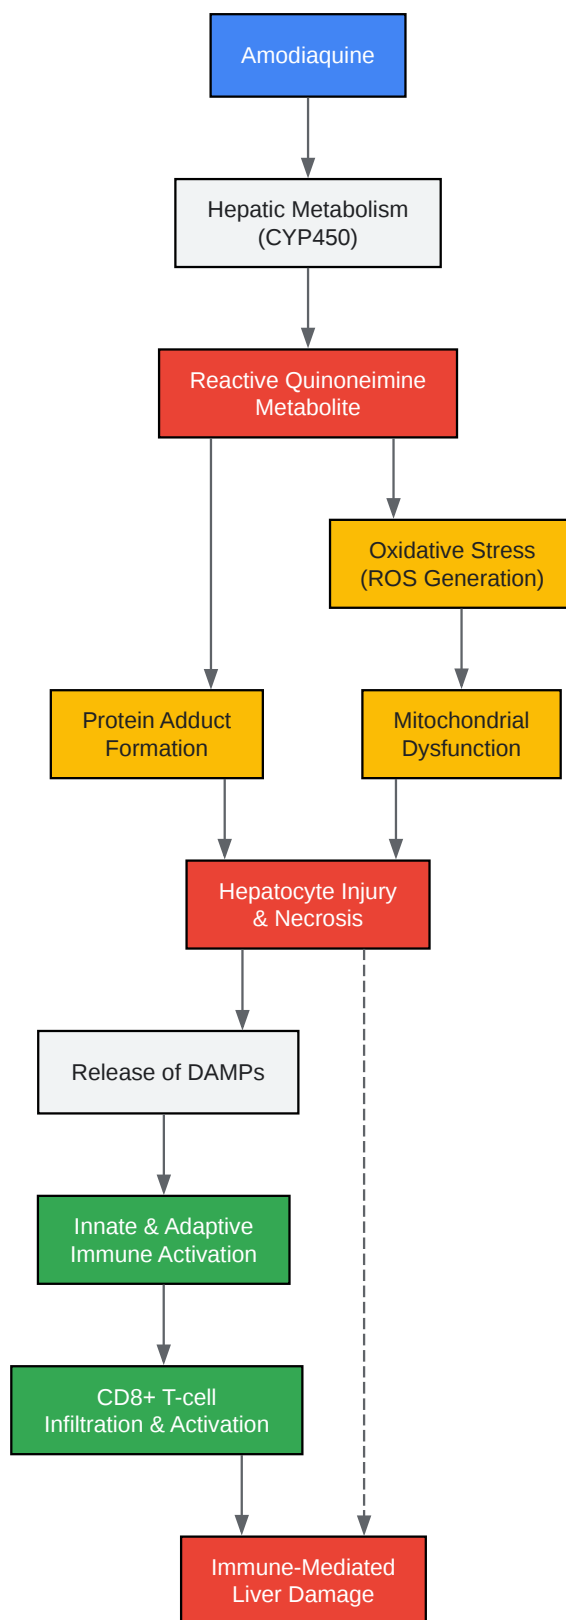 Amodiaquine
Hepatic Metabolism
(CYP450)
Reactive Quinoneimine
Metabolite
Oxidative Stress
(ROS Generation)
Protein Adduct
Formation
Mitochondrial
Dysfunction
Hepatocyte Injury
& Necrosis
Release of DAMPs
Innate & Adaptive
Immune Activation
CD8+ T-cell
Infiltration & Activation
Immune-Mediated
Liver Damage